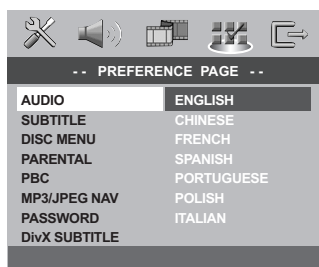 -- PREFERENCE PAGE --
AUDIO ENGLISH
SUBTITLE CHINESE
DISC MENU FRENCH
PARENTAL SPANISH
PBC PORTUGUESE
MP3/JPEG NAV POLISH
PASSWORD ITALIAN
DivX SUBTITLE